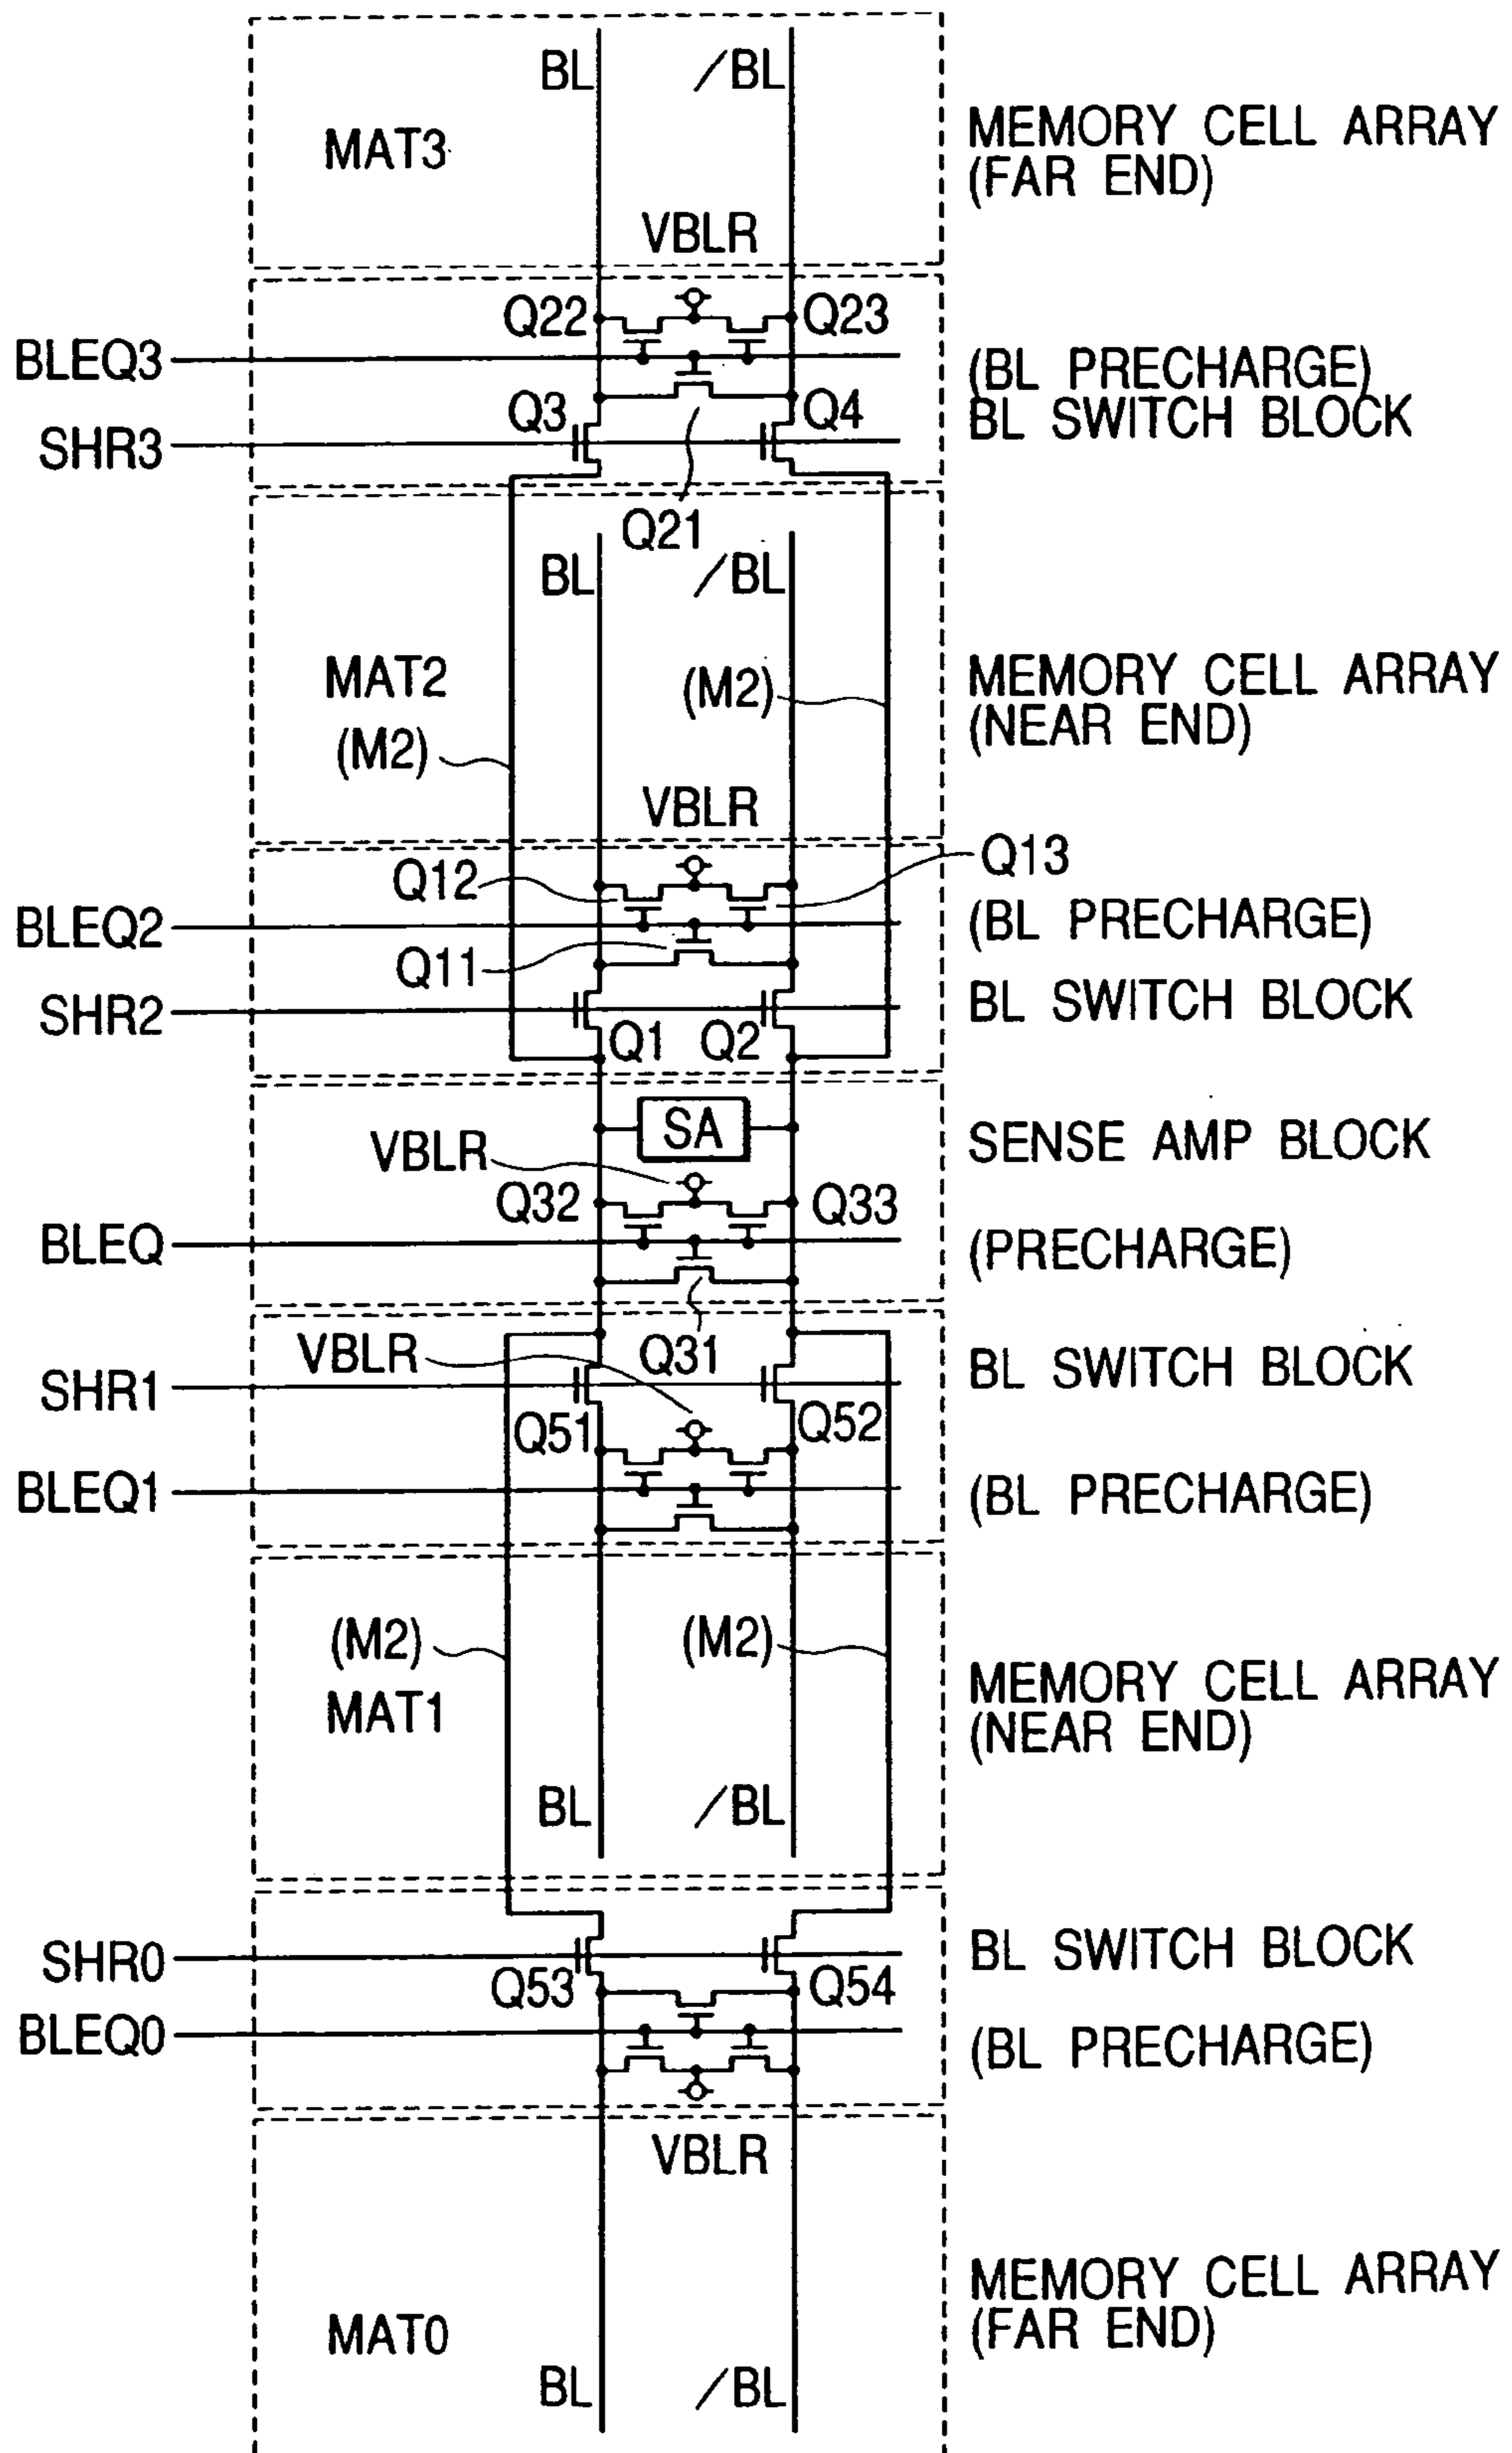 BL /BL
MAT3
MEMORY CELL ARRAY
(FAR END)
VBLR
Q22 Q23
BLEQ3
(BL PRECHARGE)
Q3 Q4
BL SWITCH BLOCK
SHR3
Q21
BL /BL
MAT2
(M2)
MEMORY CELL ARRAY
(NEAR END)
(M2)
VBLR
Q12 Q13
BLEQ2
(BL PRECHARGE)
Q11
SHR2
BL SWITCH BLOCK
Q1 Q2
SA
SENSE AMP BLOCK
VBLR
Q32 Q33
BLEQ
(PRECHARGE)
VBLR
Q31
BL SWITCH BLOCK
SHR1
Q51 Q52
BLEQ1
(BL PRECHARGE)
(M2) (M2)
MAT1
MEMORY CELL ARRAY
(NEAR END)
BL /BL
SHR0
BL SWITCH BLOCK
Q53 Q54
BLEQ0
(BL PRECHARGE)
VBLR
MEMORY CELL ARRAY
(FAR END)
MAT0
BL /BL